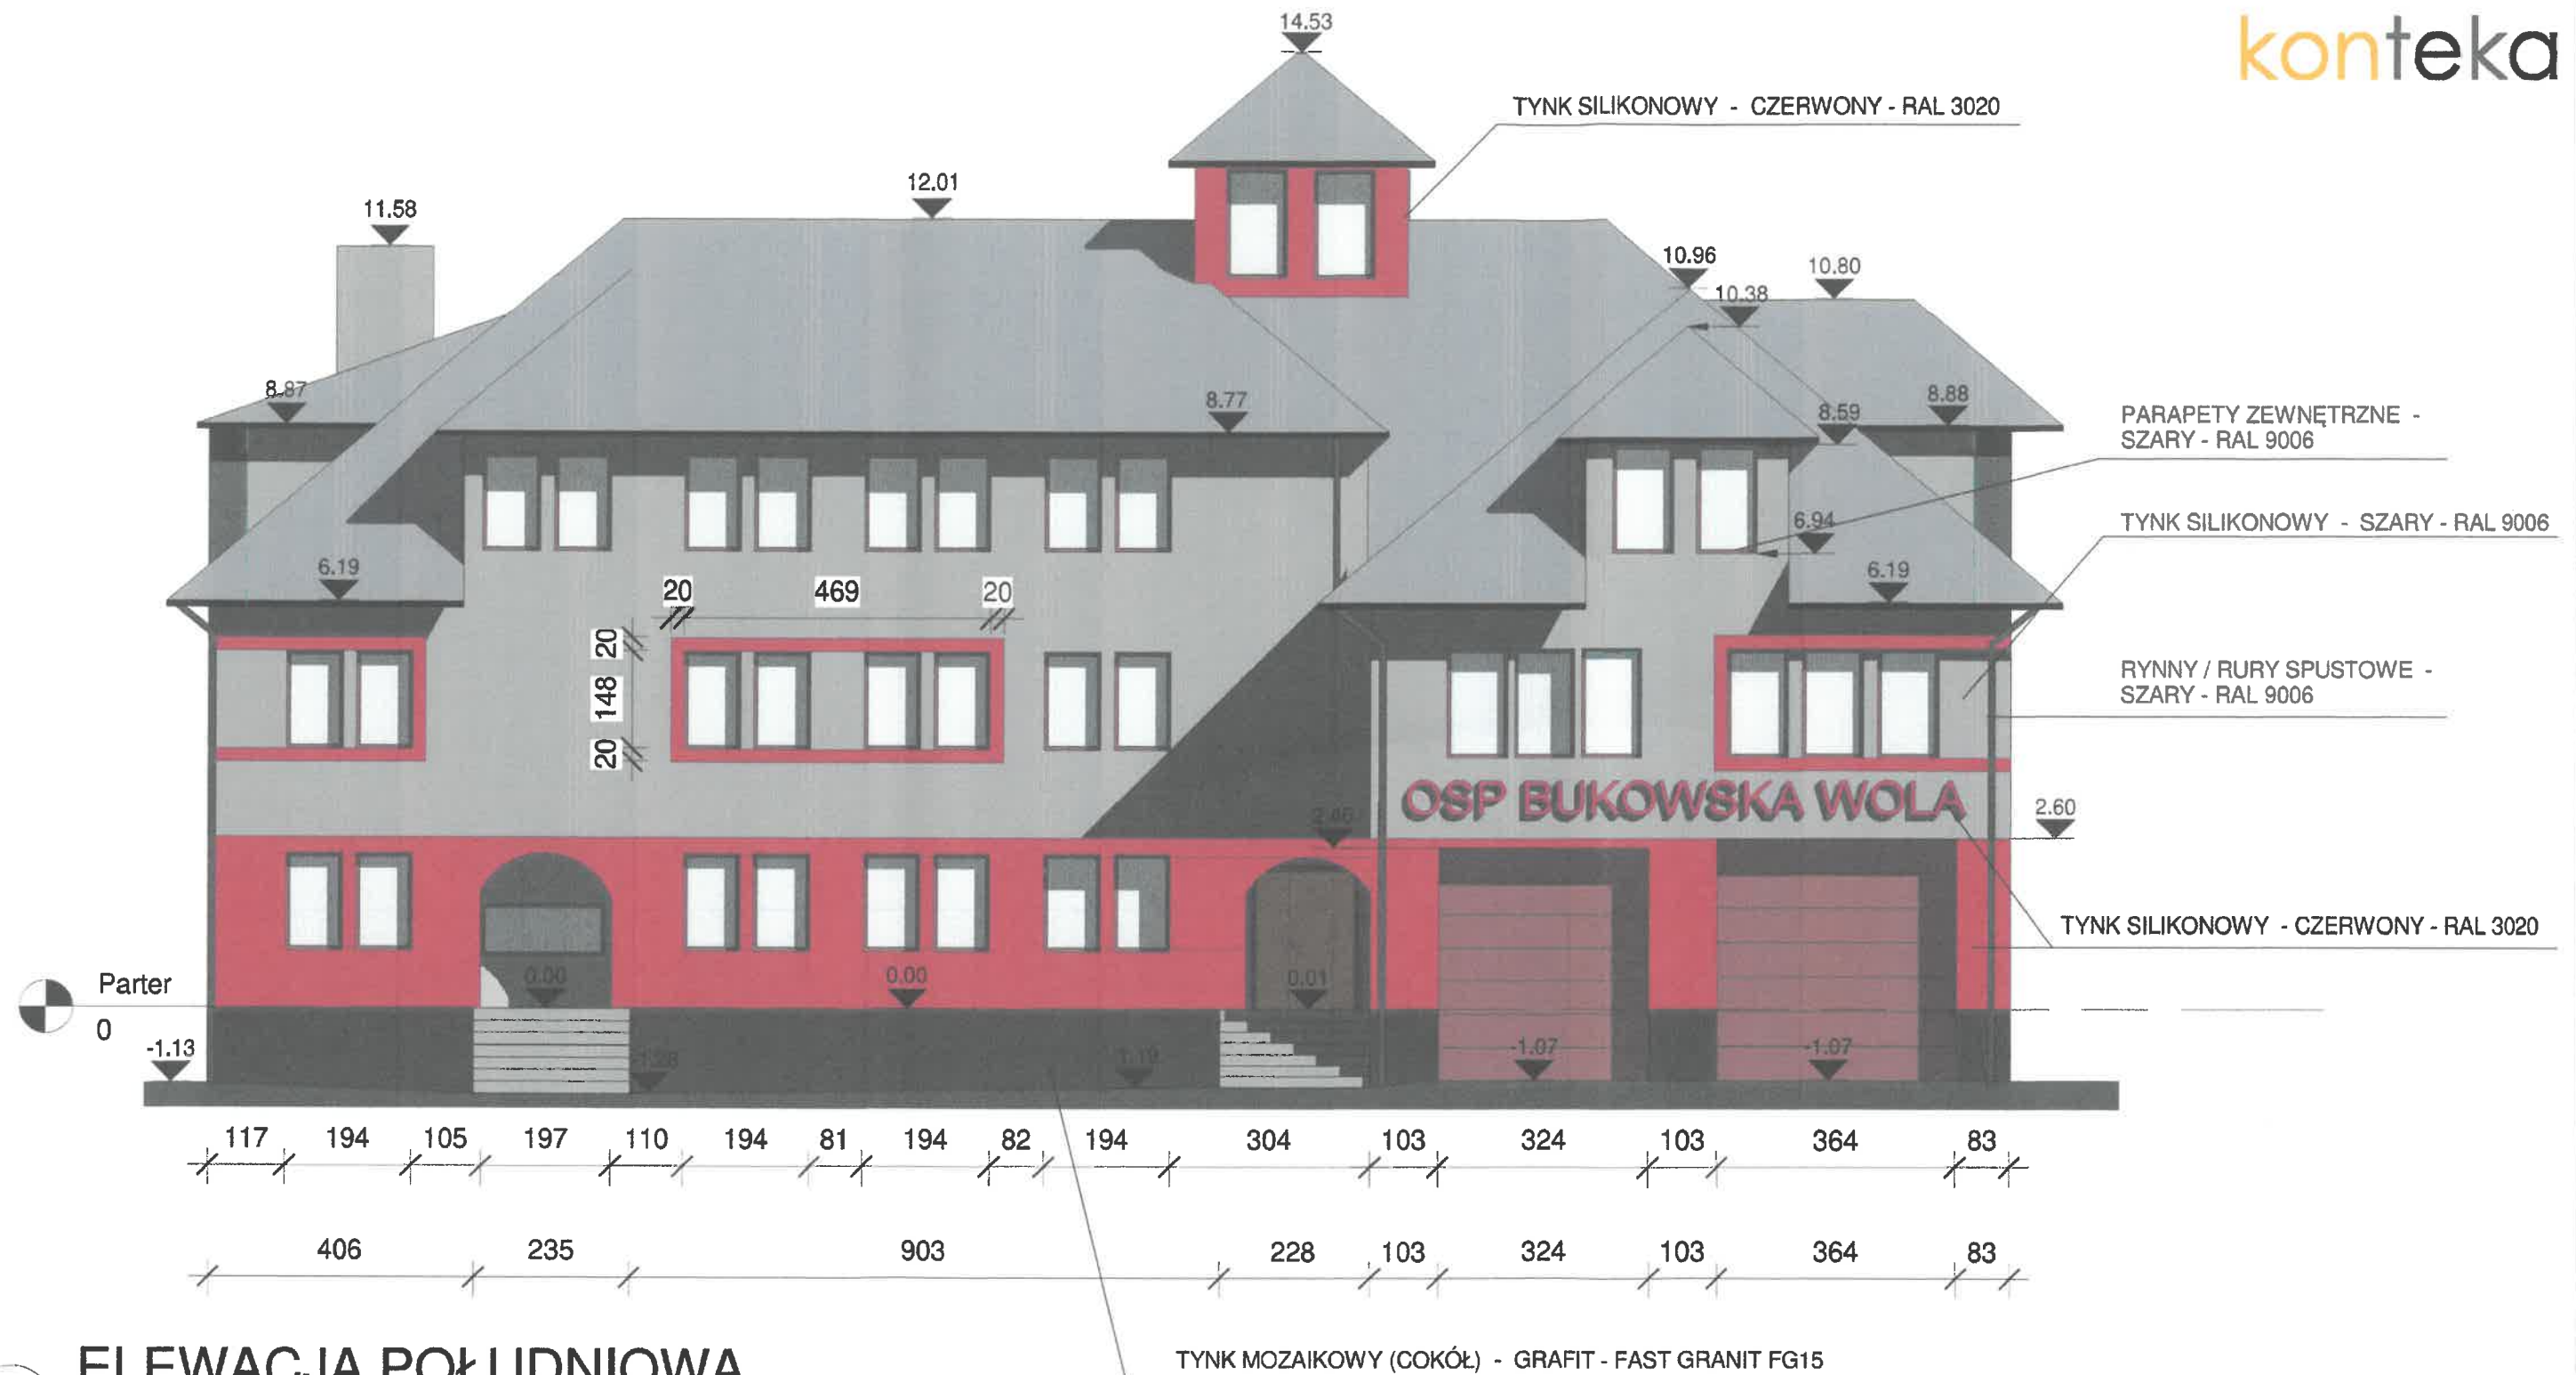 konteka
14.53
TYNK SILIKONOWY - CZERWONY - RAL 3020
12.01
11.58
10.96
10.80
10.38
8.87
8.77
8.59
8.88
PARAPETY ZEWNĘTRZNE -
SZARY - RAL 9006
6.94
TYNK SILIKONOWY - SZARY - RAL 9006
6.19
6.19
20 469 20
20
148
20
RYNNY / RURY SPUSTOWE -
SZARY - RAL 9006
OSP BUKOWSKA WOLA
2.60
TYNK SILIKONOWY - CZERWONY - RAL 3020
Parter
0
0.00
0.00
0.01
-1.13
-1.07
-1.07
117 194 105 197 110 194 81 194 82 194 304 103 324 103 364 83
406 235 903 228 103 324 103 364 83
ELEWACJA POŁUDNIOWA
TYNK MOZAIKOWY (COKÓŁ) - GRAFIT - FAST GRANIT FG15